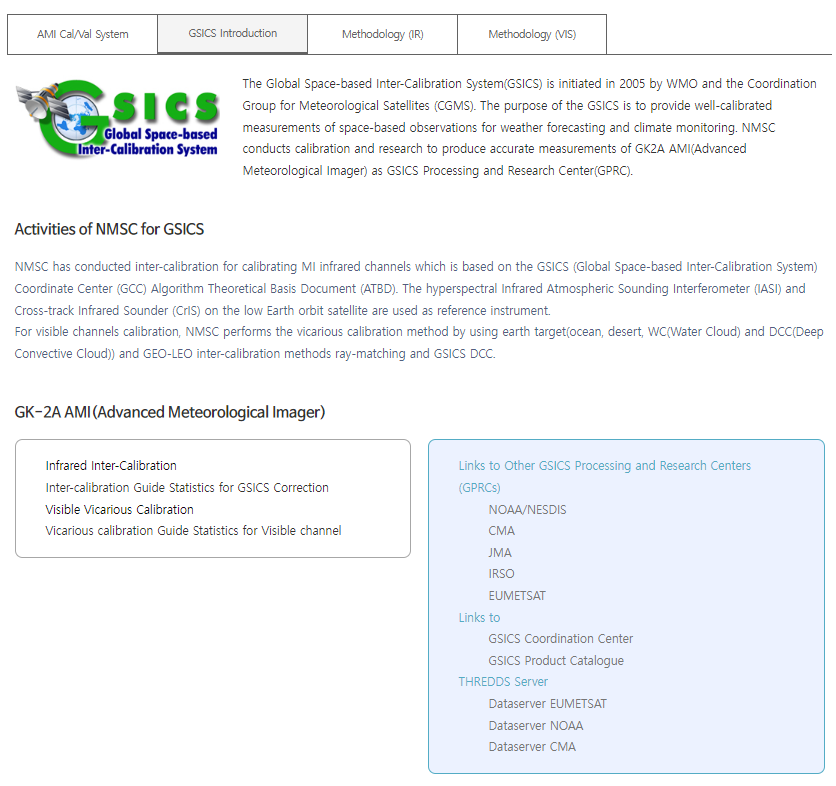 AMI Cal/Val System
GSICS Introduction
Methodology (IR)
Methodology (VIS)
GSICS
Global Space-based
Inter-Calibration System
The Global Space-based Inter-Calibration System(GSICS) is initiated in 2005 by WMO and the Coordination
Group for Meteorological Satellites (CGMS). The purpose of the GSICS is to provide well-calibrated
measurements of space-based observations for weather forecasting and climate monitoring. NMSC
conducts calibration and research to produce accurate measurements of GK2A AMI(Advanced
Meteorological Imager) as GSICS Processing and Research Center(GPRC).
Activities of NMSC for GSICS
NMSC has conducted inter-calibration for calibrating MI infrared channels which is based on the GSICS (Global Space-based Inter-Calibration System)
Coordinate Center (GCC) Algorithm Theoretical Basis Document (ATBD). The hyperspectral Infrared Atmospheric Sounding Interferometer (IASI) and
Cross-track Infrared Sounder (CrIS) on the low Earth orbit satellite are used as reference instrument.
For visible channels calibration, NMSC performs the vicarious calibration method by using earth target(ocean, desert, WC(Water Cloud) and DCC(Deep
Convective Cloud)) and GEO-LEO inter-calibration methods ray-matching and GSICS DCC.
GK-2A AMI(Advanced Meteorological Imager)
Infrared Inter-Calibration
Inter-calibration Guide Statistics for GSICS Correction
Visible Vicarious Calibration
Vicarious calibration Guide Statistics for Visible channel
Links to Other GSICS Processing and Research Centers
(GPRCs)
NOAA/NESDIS
CMA
JMA
IRSO
EUMETSAT
Links to
GSICS Coordination Center
GSICS Product Catalogue
THREDDS Server
Dataserver EUMETSAT
Dataserver NOAA
Dataserver CMA